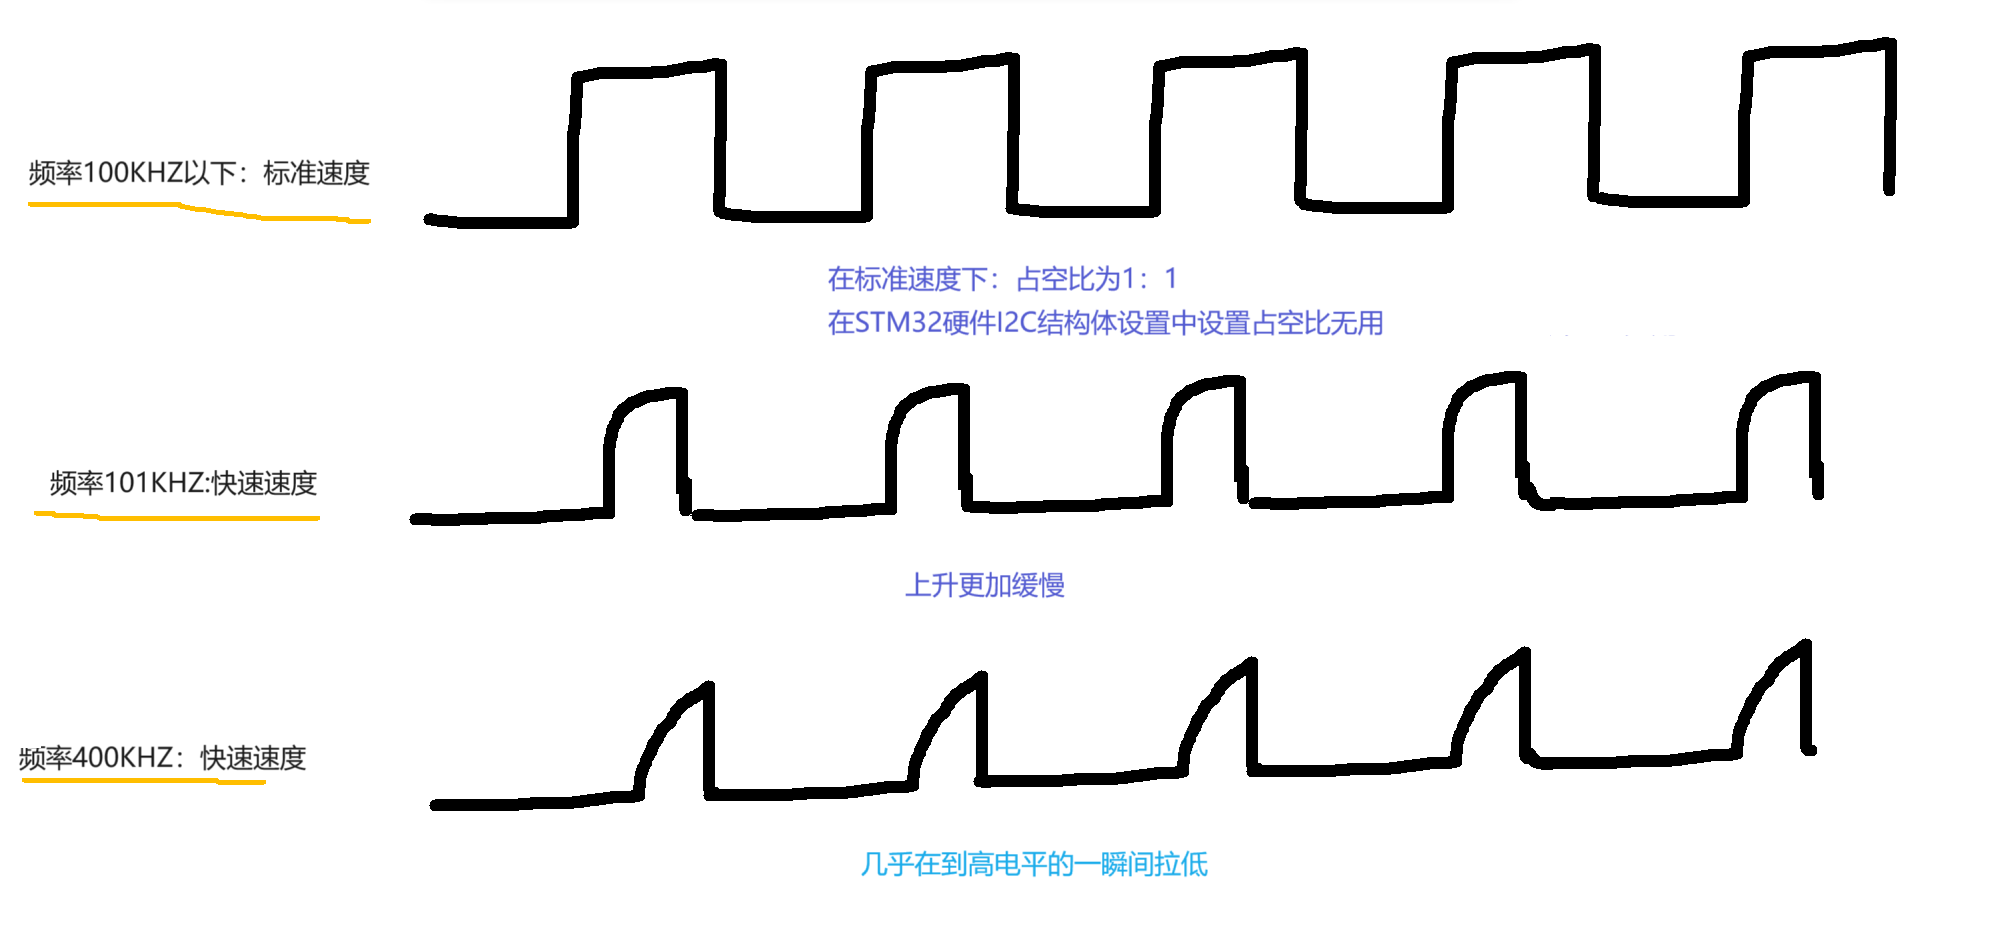 频率100KHZ以下：标准速度
在标准速度下：占空比为1：1
在STM32硬件I2C结构体设置中设置占空比无用
频率101KHZ:快速速度
上升更加缓慢
频率400KHZ：快速速度
几乎在到高电平的一瞬间拉低